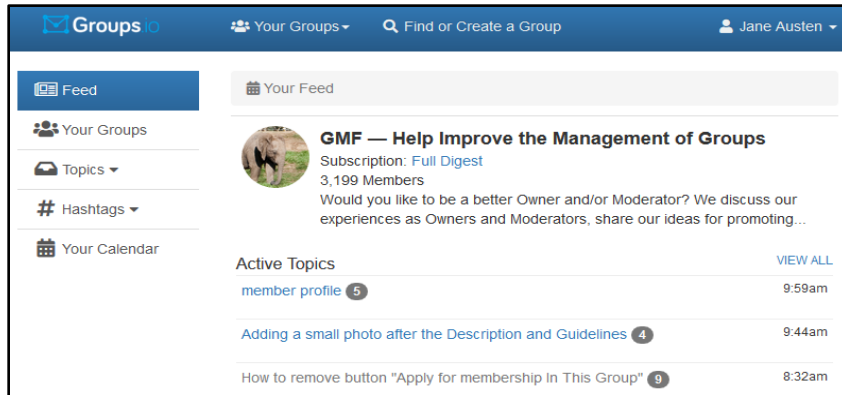 Groups.io
Your Groups
Find or Create a Group
Jane Austen
Feed
Your Groups
Topics
# Hashtags
Your Calendar
Your Feed
GMF — Help Improve the Management of Groups
Subscription: Full Digest
3,199 Members
Would you like to be a better Owner and/or Moderator? We discuss our
experiences as Owners and Moderators, share our ideas for promoting...
Active Topics
VIEW ALL
member profile 5
9:59am
Adding a small photo after the Description and Guidelines 4
9:44am
How to remove button "Apply for membership In This Group" 9
8:32am